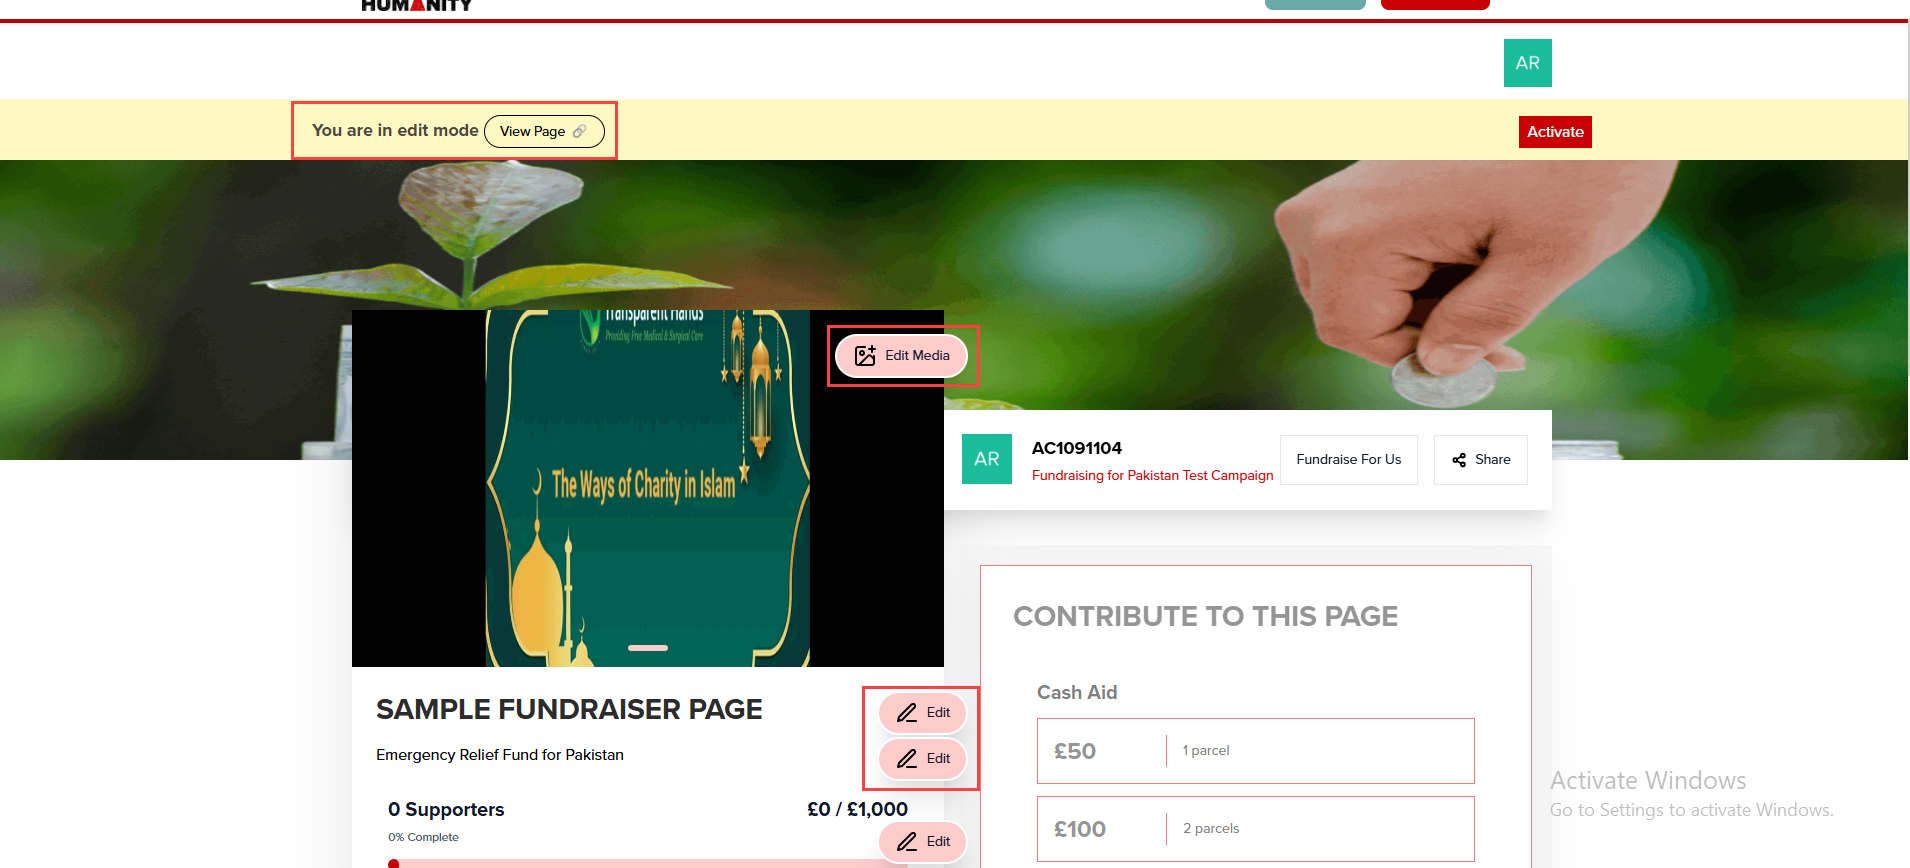 HUMANITY
AR
You are in edit mode View Page
Activate
Transparent Hands
Providing Free Medical & Surgical Care
Edit Media
The Ways of Charity in Islam
AR
AC1091104
Fundraising for Pakistan Test Campaign
Fundraise For Us
Share
SAMPLE FUNDRAISER PAGE
Edit
Emergency Relief Fund for Pakistan
Edit
0 Supporters
£0 / £1,000
0% Complete
Edit
CONTRIBUTE TO THIS PAGE
Cash Aid
£50
1 parcel
£100
2 parcels
Activate Windows
Go to Settings to activate Windows.